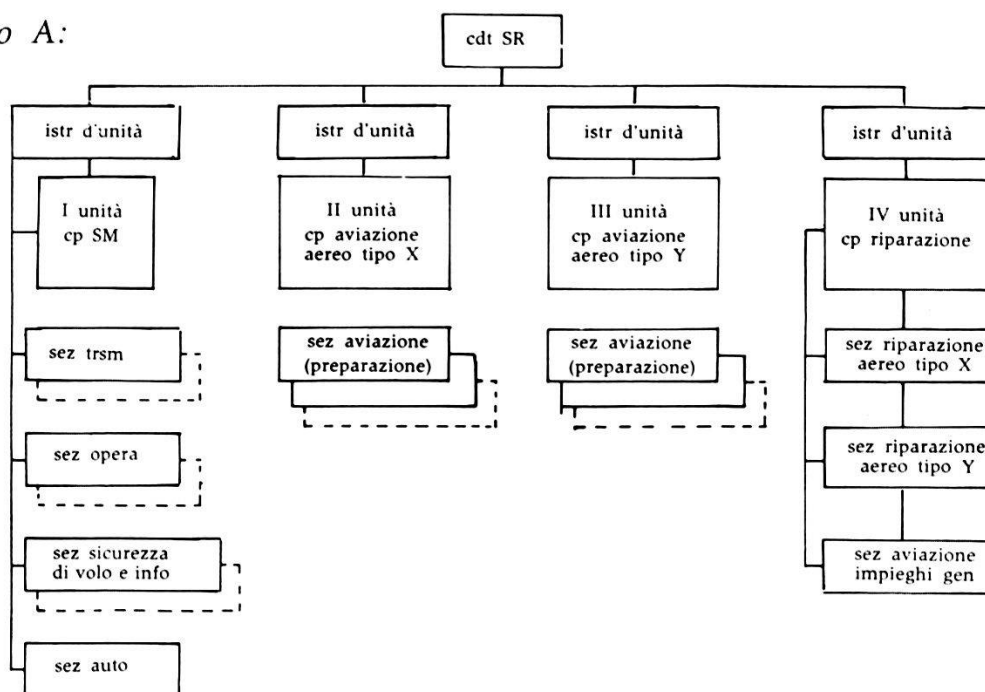 o A:
cdt SR
istr d'unità
istr d'unità
istr d'unità
istr d'unità
I unità
cp SM
II unità
cp aviazione
aereo tipo X
III unità
cp aviazione
aereo tipo Y
IV unità
cp riparazione
sez trsm
sez aviazione
(preparazione)
sez aviazione
(preparazione)
sez riparazione
aereo tipo X
sez opera
sez riparazione
aereo tipo Y
sez sicurezza
di volo e info
sez aviazione
impieghi gen
sez auto